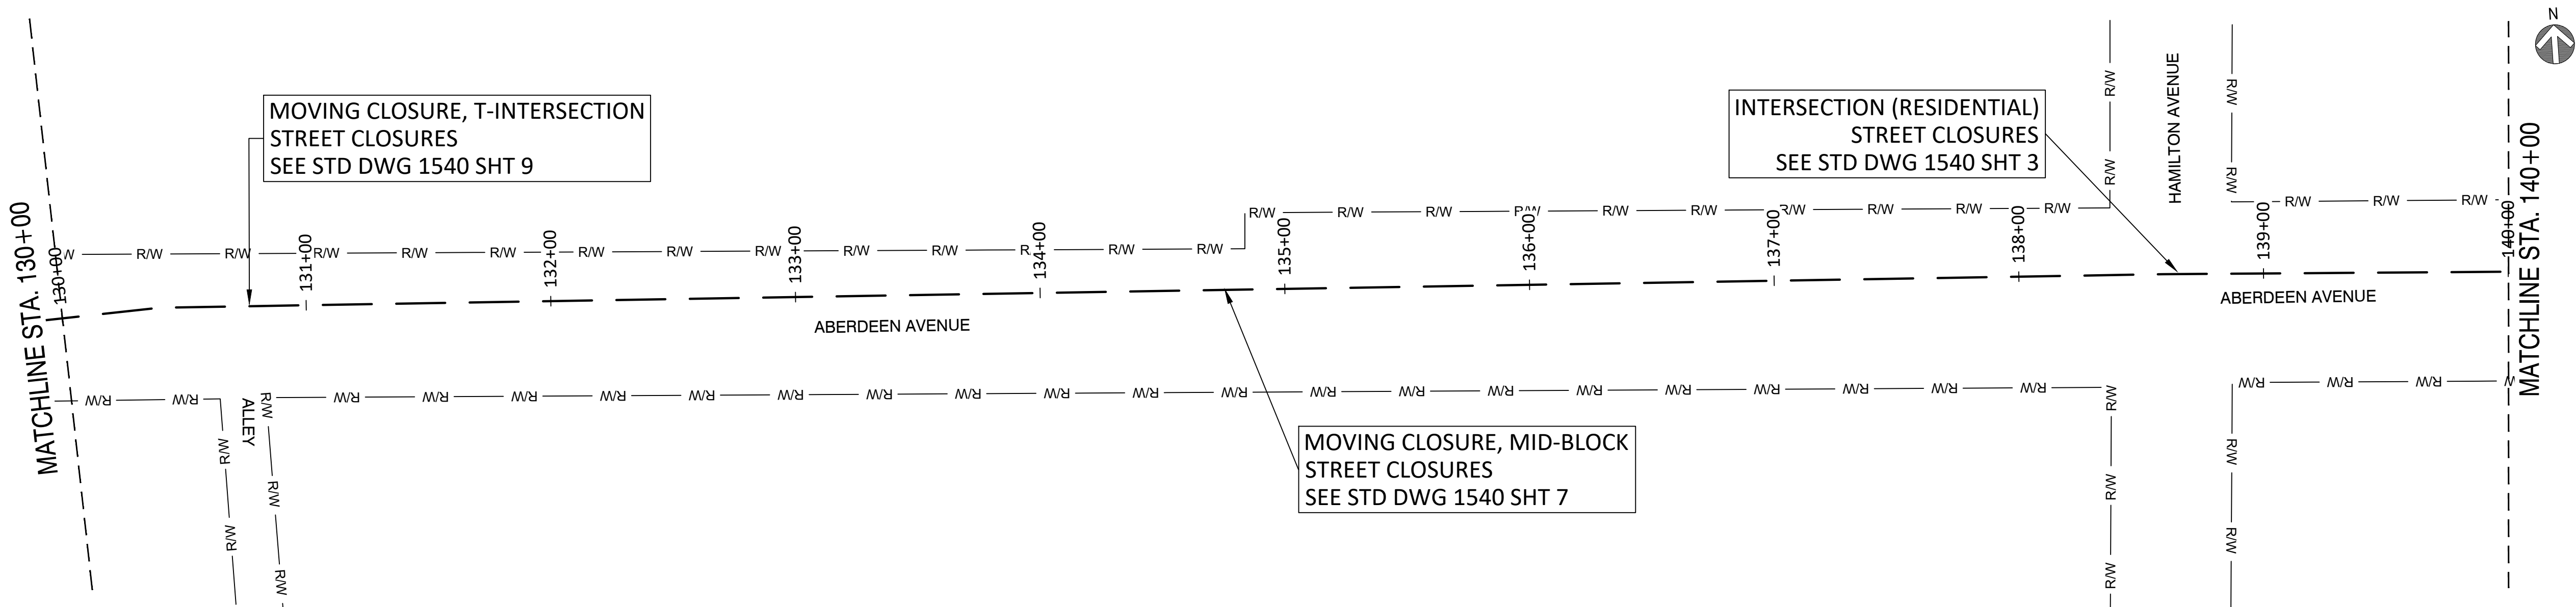 N
MATCHLINE STA. 130+00
MOVING CLOSURE, T-INTERSECTION
STREET CLOSURES
SEE STD DWG 1540 SHT 9
INTERSECTION (RESIDENTIAL)
STREET CLOSURES
SEE STD DWG 1540 SHT 3
HAMILTON AVENUE
MATCHLINE STA. 140+00
R/W R/W R/W R/W
R/W R/W R/W R/W R/W R/W R/W R/W R/W R/W R/W R/W R/W
R/W R/W R/W R/W R/W R/W R/W R/W R/W R/W
R/W R/W R/W
130+00
131+00
132+00
133+00
134+00
135+00
136+00
137+00
138+00
139+00
140+00
ABERDEEN AVENUE
ABERDEEN AVENUE
R/W R/W
R/W R/W R/W R/W R/W R/W R/W R/W R/W R/W R/W R/W R/W R/W R/W R/W R/W R/W R/W R/W
R/W R/W R/W
ALLEY
R/W R/W
R/W R/W R/W
MOVING CLOSURE, MID-BLOCK
STREET CLOSURES
SEE STD DWG 1540 SHT 7
R/W R/W R/W
R/W R/W